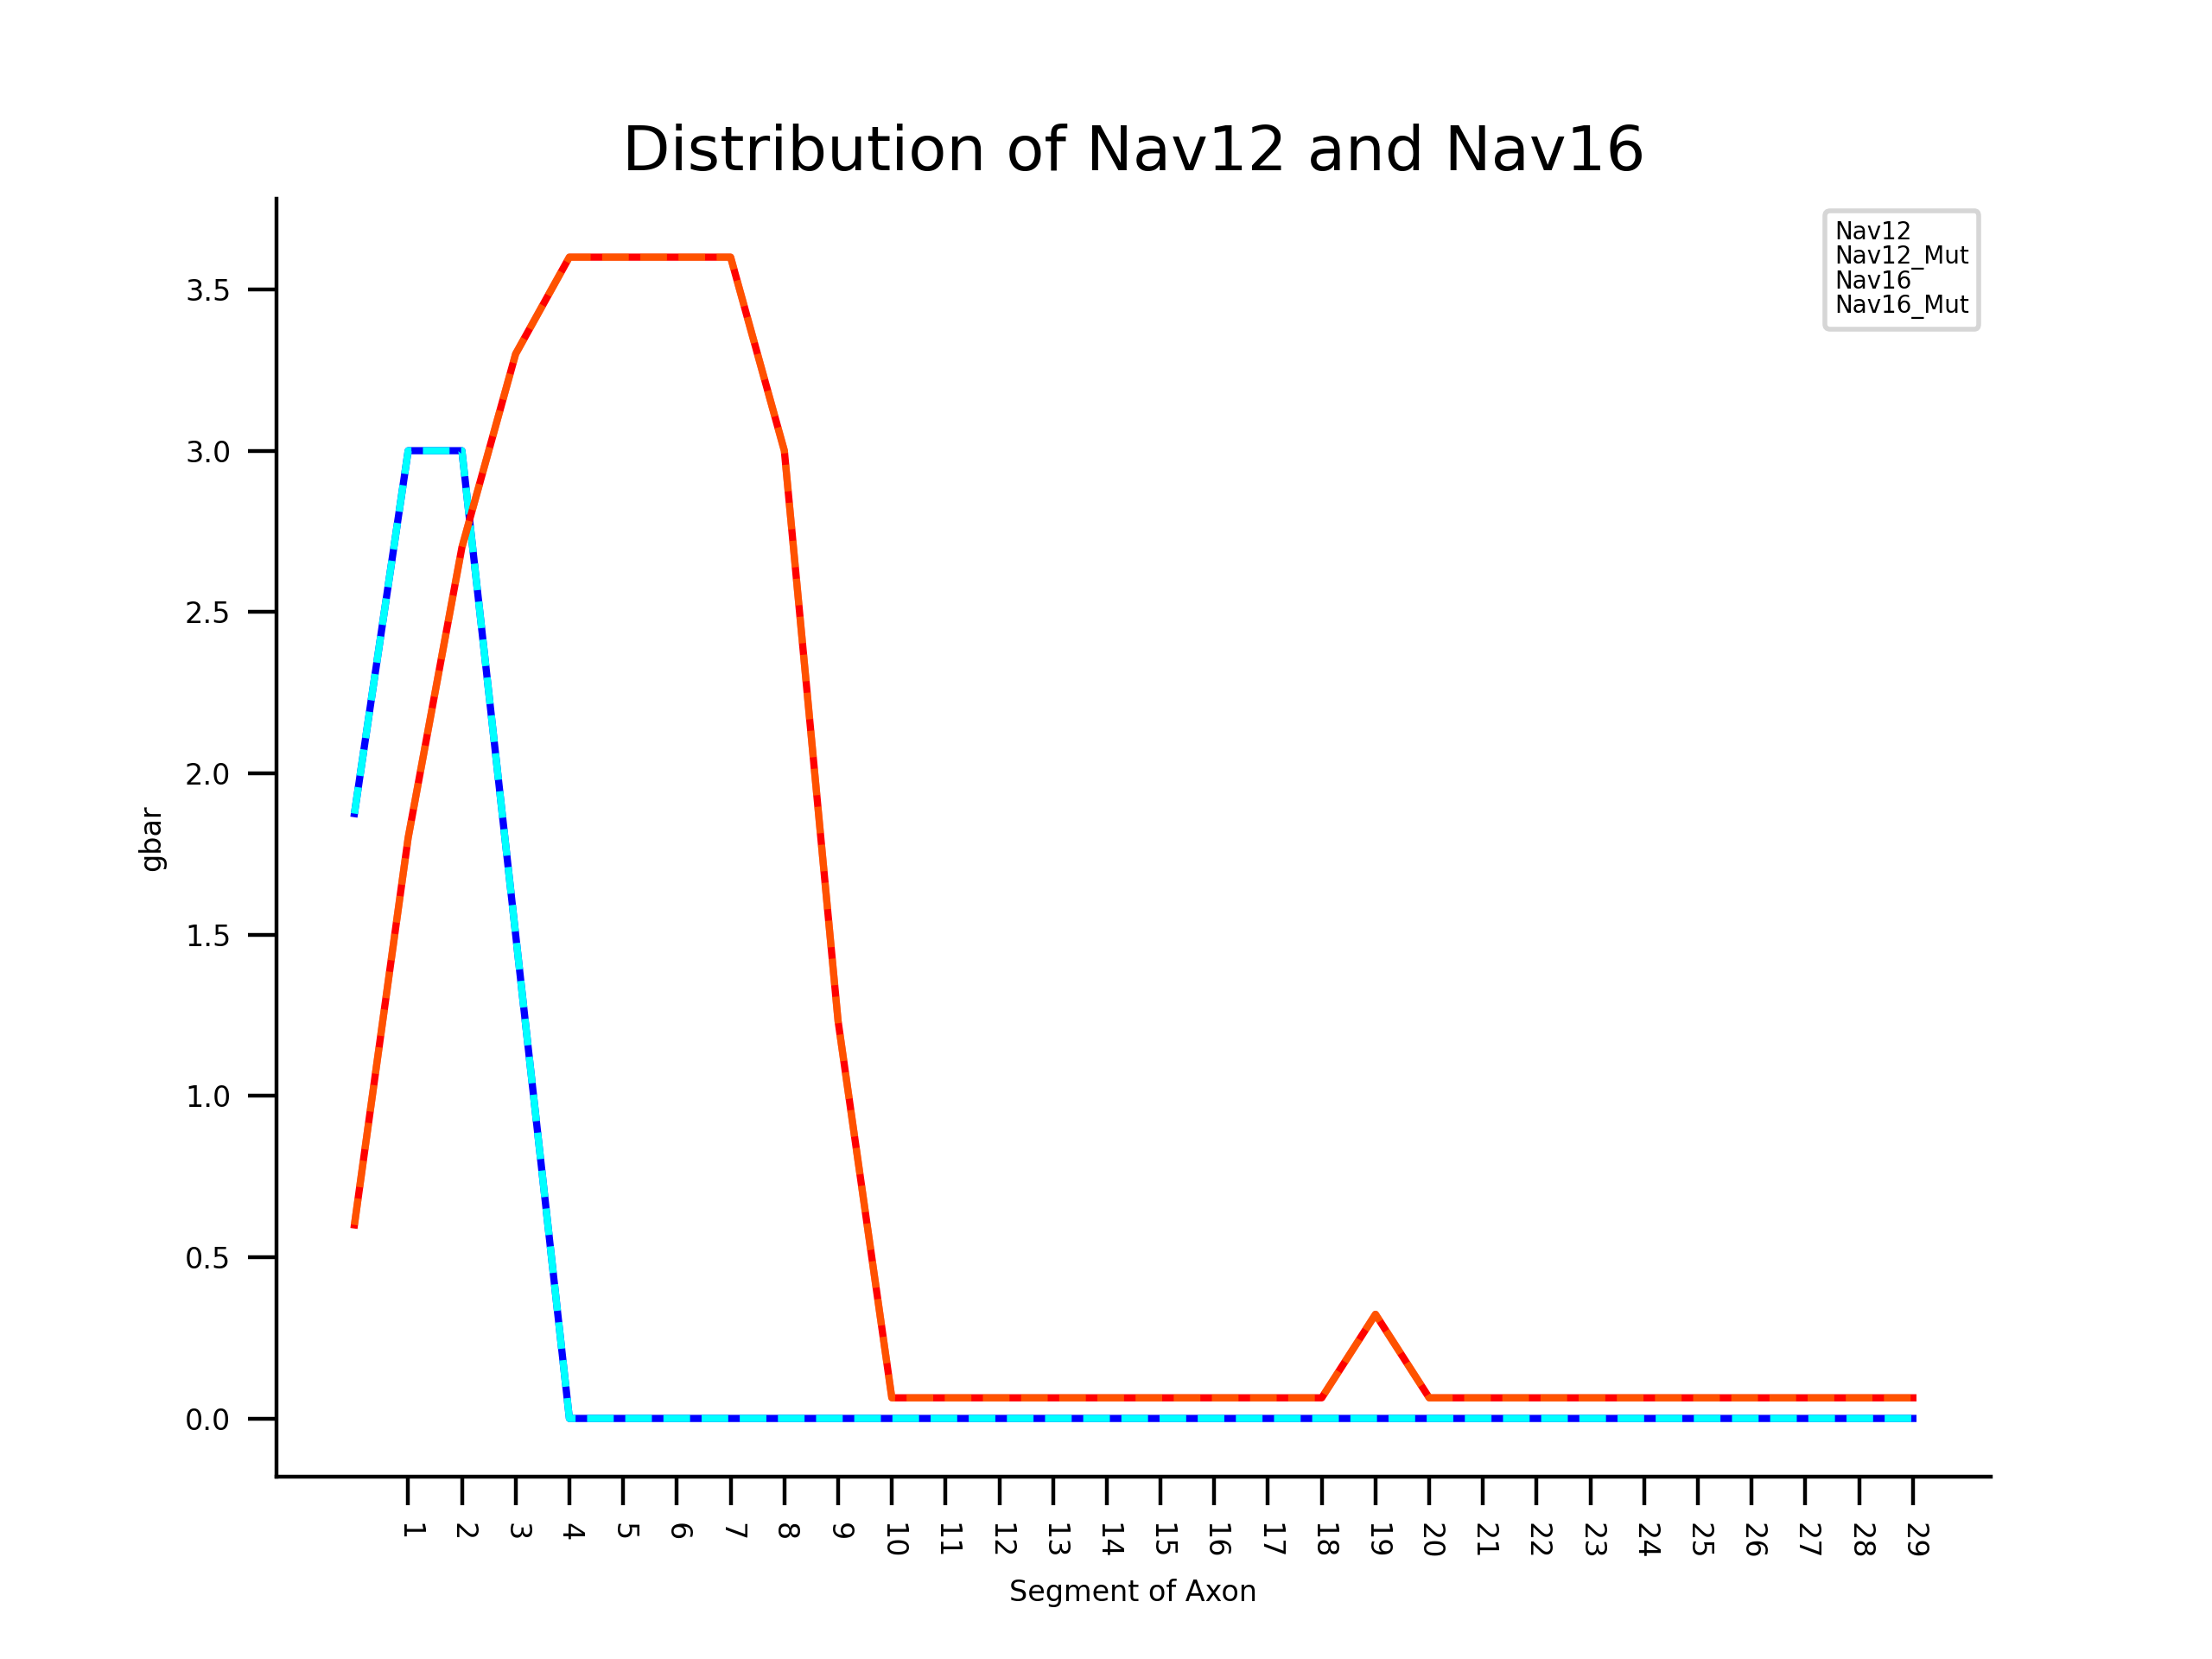 Distribution of Nav12 and Nav16
Nav12
Nav12_Mut
Nav16
Nav16_Mut
3.5
3.0
2.5
2.0
1.5
1.0
0.5
0.0
gbar
1 2 3 4 5 6 7 8 9 10 11 12 13 14 15 16 17 18 19 20 21 22 23 24 25 26 27 28 29
Segment of Axon